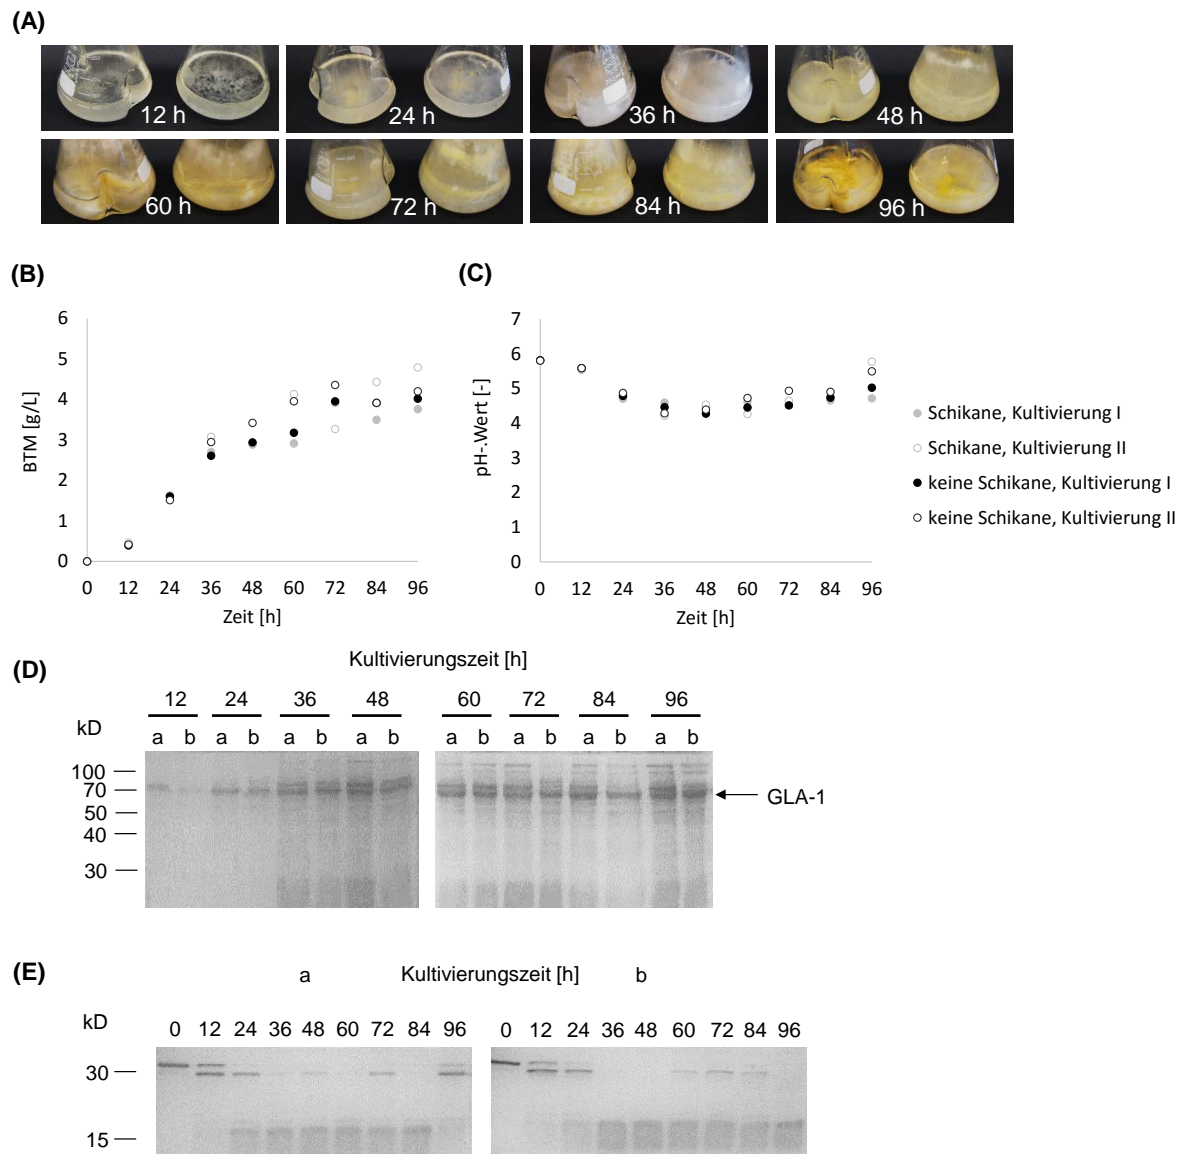 (A)
12 h
24 h
36 h
48 h
60 h
72 h
84 h
96 h
(B)
6
5
4
3
2
1
0
BTM [g/L]
0 12 24 36 48 60 72 84 96
Zeit [h]
(C)
7
6
5
4
3
2
1
0
pH-.Wert [-]
0 12 24 36 48 60 72 84 96
Zeit [h]
Schikane, Kultivierung I
Schikane, Kultivierung II
keine Schikane, Kultivierung I
keine Schikane, Kultivierung II
(D)
Kultivierungszeit [h]
12 24 36 48 60 72 84 96
kD
a b a b a b a b a b a b a b a b
100
70
50
40
30
GLA-1
(E)
a Kultivierungszeit [h] b
kD
0 12 24 36 48 60 72 84 96 0 12 24 36 48 60 72 84 96
30
15